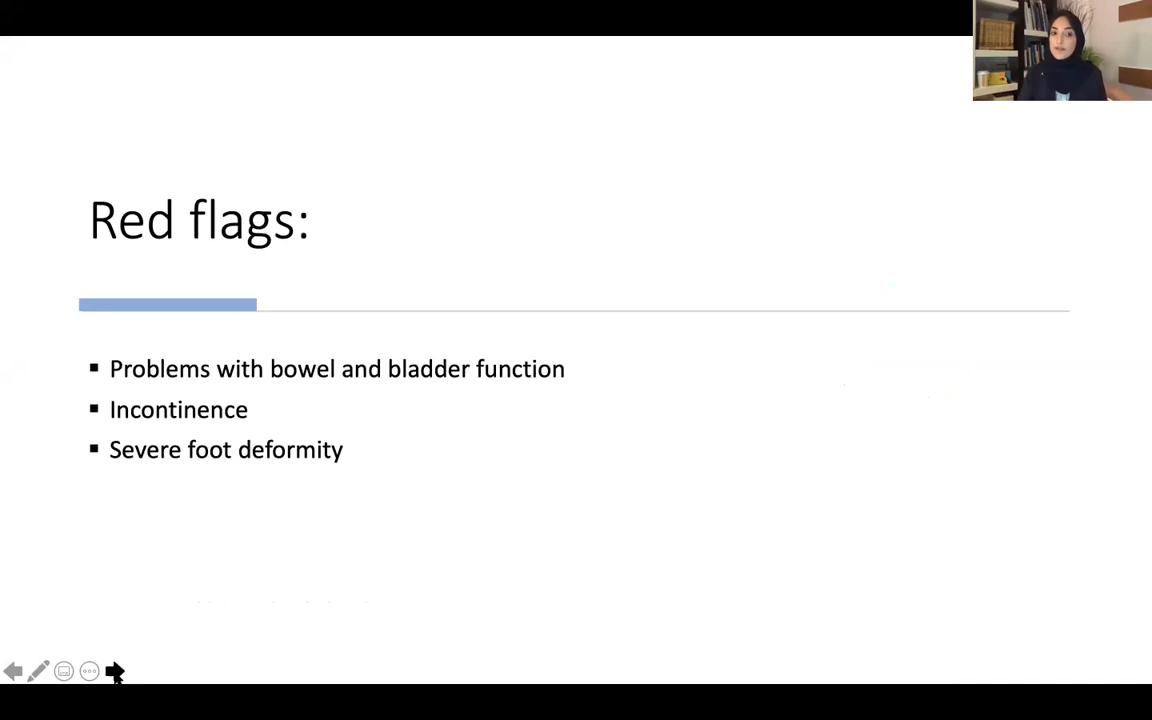 Red flags:
▪ Problems with bowel and bladder function
▪ Incontinence
▪ Severe foot deformity